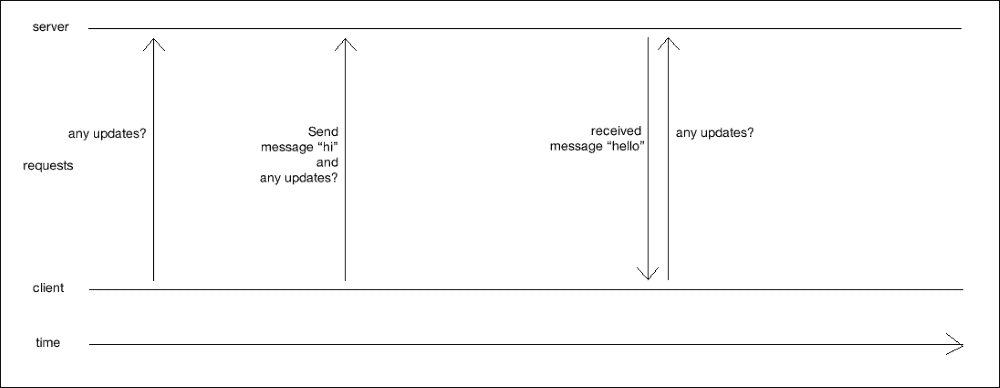 server
any updates?
requests
Send
message “hi”
and
any updates?
received
message “hello”
any updates?
client
time